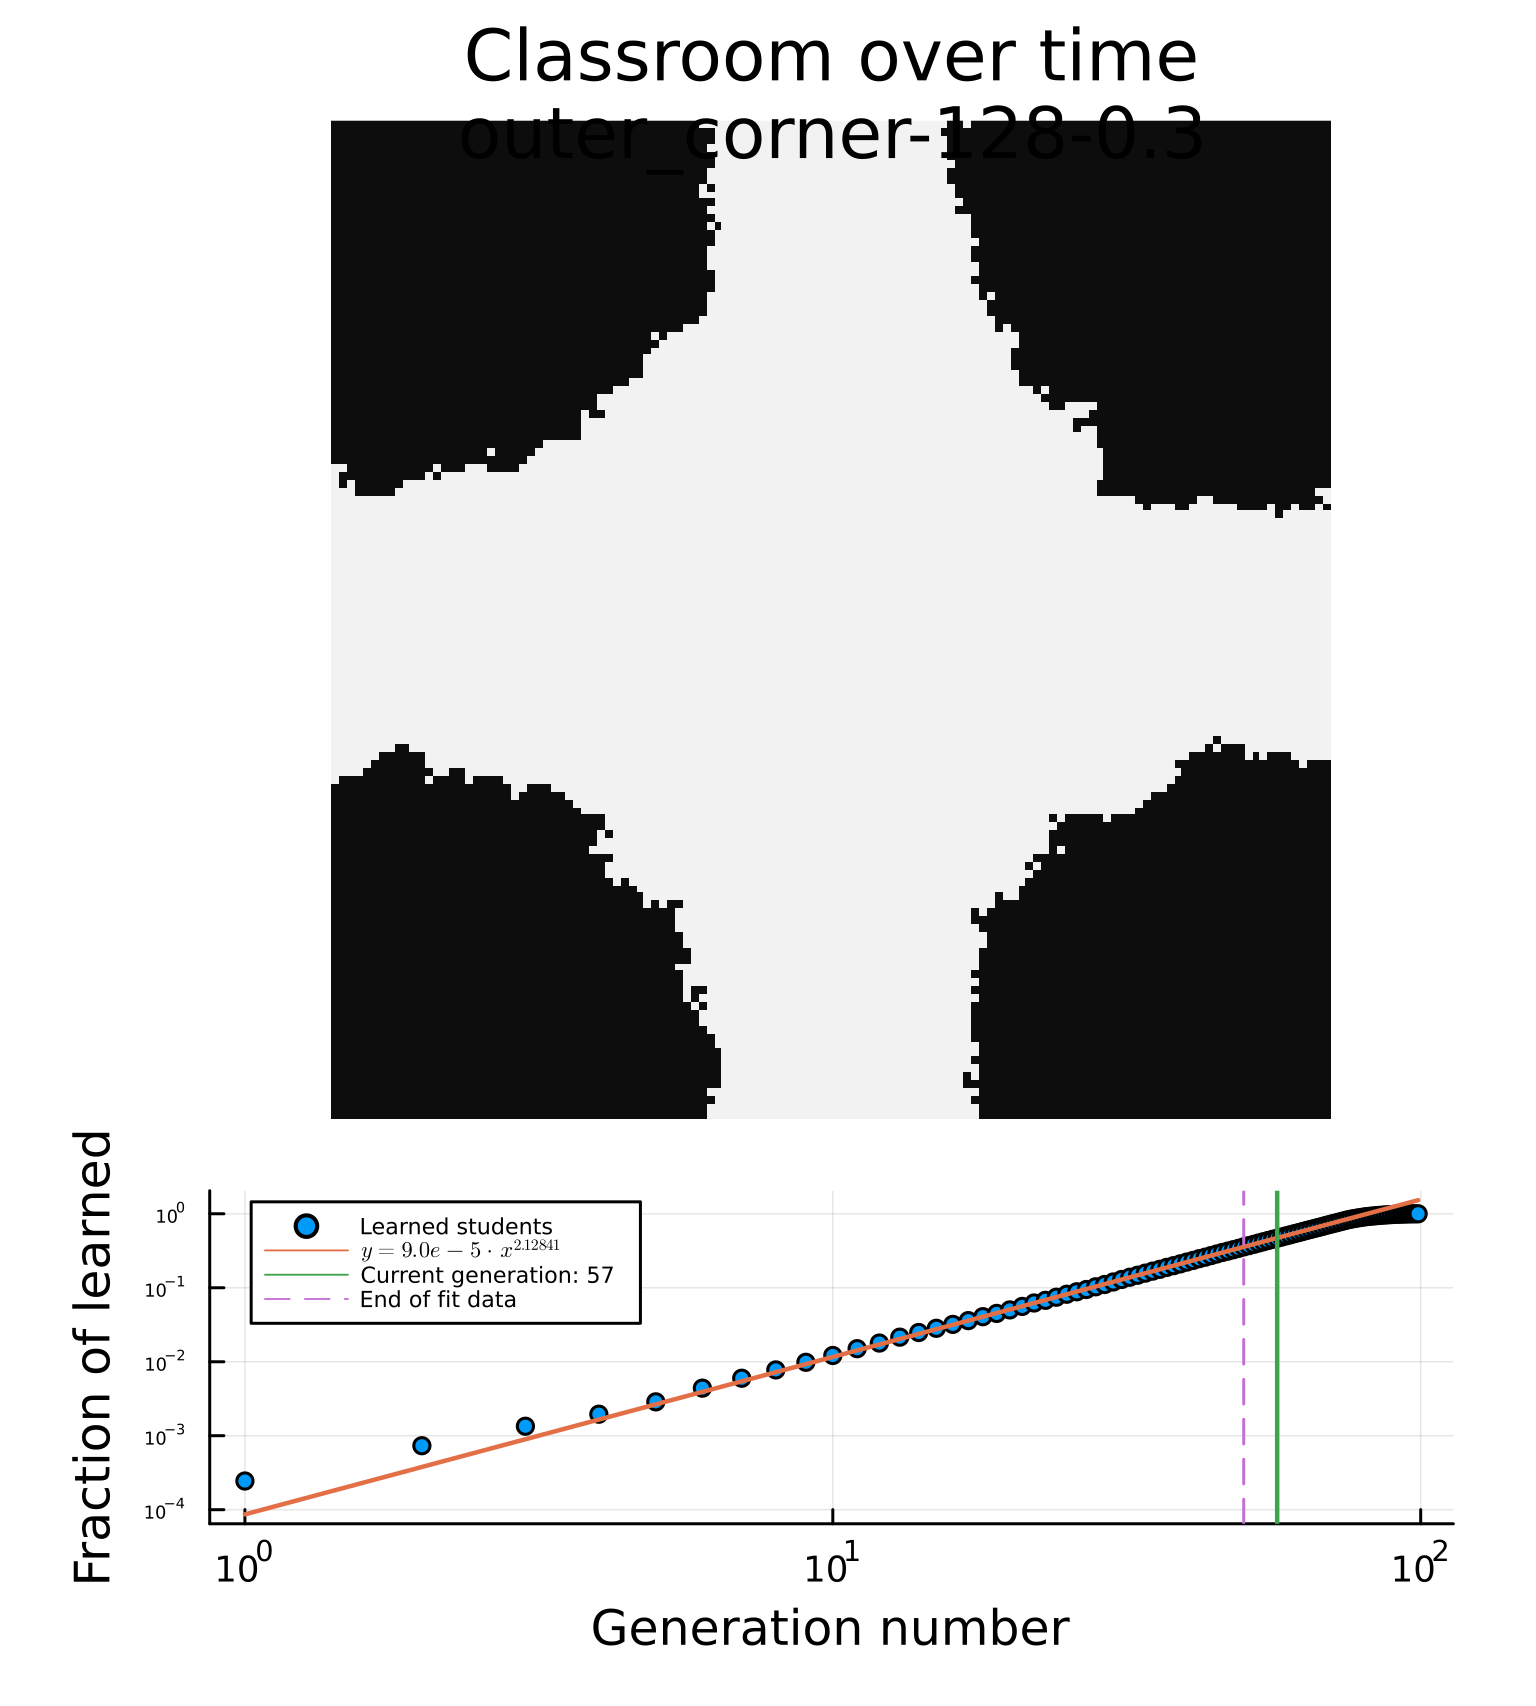 Classroom over time
outer_corner-128-0.3
Fraction of learned
10^0
10^-1
10^-2
10^-3
10^-4
Learned students
y = 9.0e − 5 · x^2.12841
Current generation: 57
End of fit data
10^0 10^1 10^2
Generation number